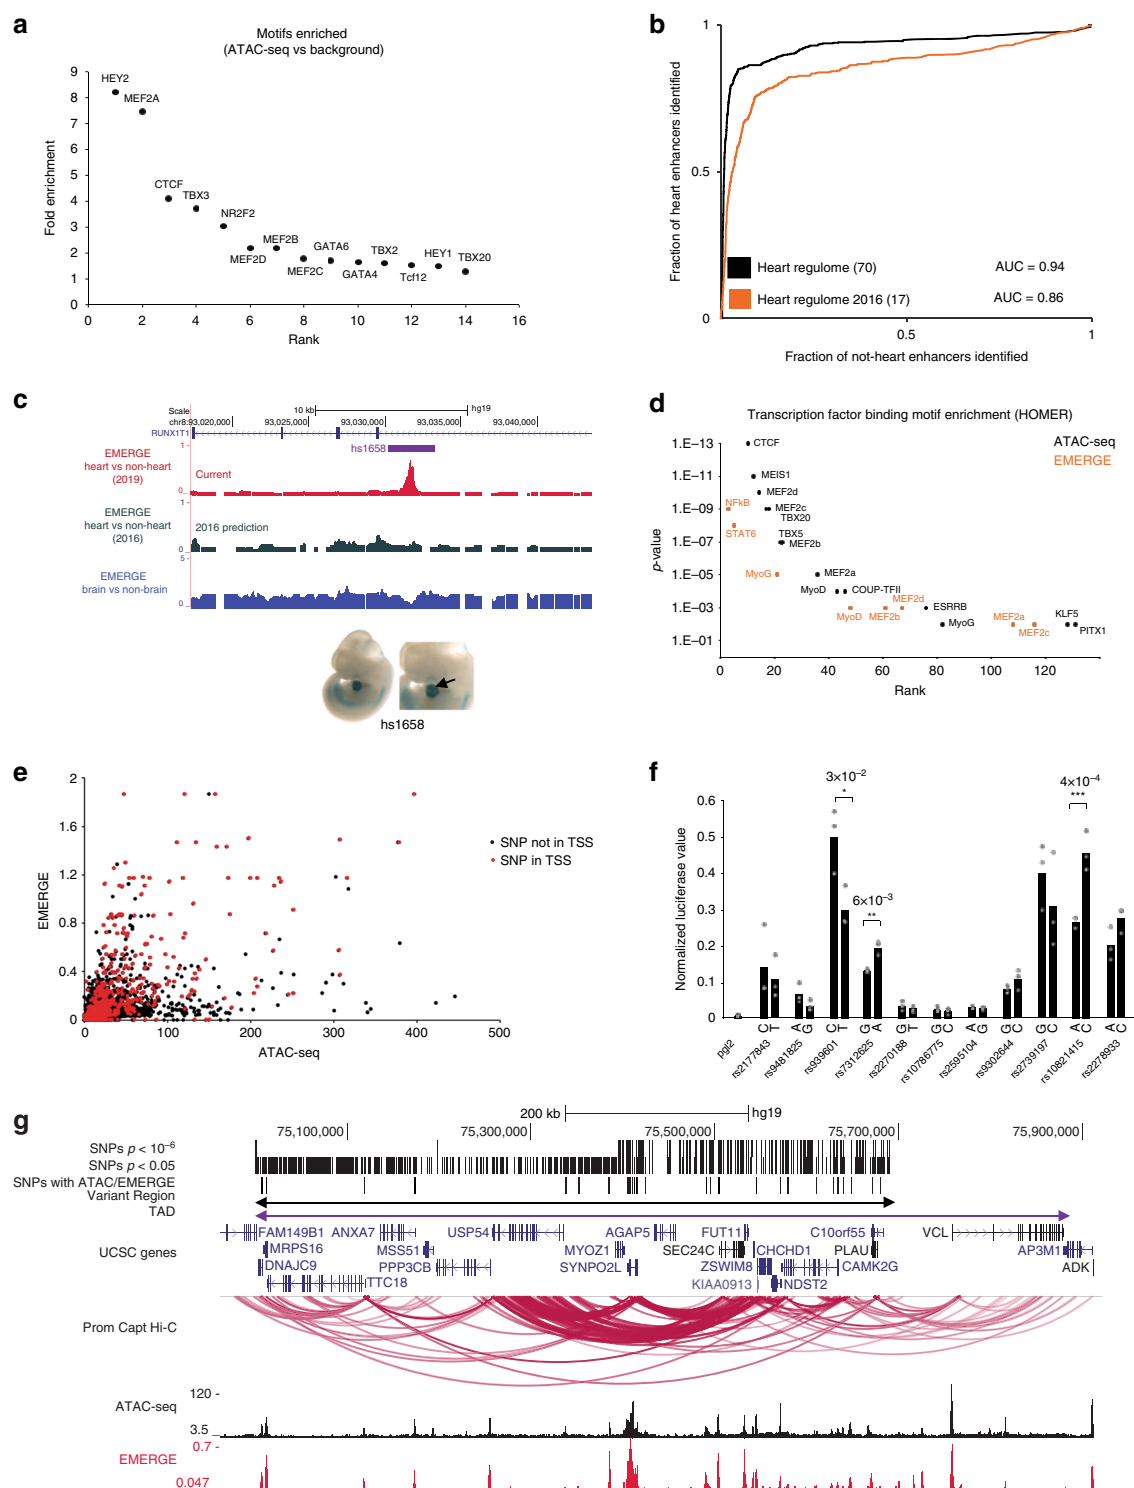 a
Motifs enriched
(ATAC-seq vs background)
Fold enrichment
9
8
7
6
5
4
3
2
1
0
HEY2
MEF2A
CTCF
TBX3
NR2F2
MEF2D
MEF2B
MEF2C
GATA6
GATA4
TBX2
Tcf12
HEY1
TBX20
0 2 4 6 8 10 12 14 16
Rank
b
Fraction of heart enhancers identified
1
0.5
0
Heart regulome (70) AUC = 0.94
Heart regulome 2016 (17) AUC = 0.86
0.5 1
Fraction of not-heart enhancers identified
c
Scale 10 kb hg19
chr8: 93,020,000 93,025,000 93,030,000 93,035,000 93,040,000
RUNX1T1
hs1658
EMERGE
heart vs non-heart
(2019)
1 -
0_
Current
EMERGE
heart vs non-heart
(2016)
1 -
0_
2016 prediction
EMERGE
brain vs non-brain
5 -
0_
hs1658
d
Transcription factor binding motif enrichment (HOMER)
p-value
1.E−13
1.E−11
1.E−09
1.E−07
1.E−05
1.E−03
1.E−01
ATAC-seq
EMERGE
CTCF
MEIS1
MEF2d
NFkB
MEF2c
TBX20
STAT6
TBX5
MEF2b
MyoG
MEF2a
MyoD
COUP-TFII
MEF2d
MyoD
MEF2b
ESRRB
MyoG
MEF2a
MEF2c
KLF5
PITX1
0 20 40 60 80 100 120
Rank
e
EMERGE
2
1.6
1.2
0.8
0.4
0
SNP not in TSS
SNP in TSS
0 100 200 300 400 500
ATAC-seq
f
Normalized luciferase value
0.6
0.5
0.4
0.3
0.2
0.1
0
3×10−2
*
6×10−3
**
4×10−4
***
C T A G C T G A G T G C A G G C G C A C A C
pgl2
rs2177843
rs9481825
rs939601
rs7312625
rs2270188
rs10786775
rs2595104
rs9302644
rs2739197
rs10821415
rs2278933
g
200 kb hg19
75,100,000 75,300,000 75,500,000 75,700,000 75,900,000
SNPs p < 10−6
SNPs p < 0.05
SNPs with ATAC/EMERGE
Variant Region
TAD
UCSC genes
FAM149B1 ANXA7 USP54 AGAP5 FUT11 C10orf55 VCL
MRPS16 MSS51 MYOZ1 SEC24C CHCHD1 PLAU AP3M1
DNAJC9 PPP3CB SYNPO2L ZSWIM8 CAMK2G ADK
TTC18 KIAA0913 NDST2
Prom Capt Hi-C
ATAC-seq
120 -
3.5 _
EMERGE
0.7 -
0.047